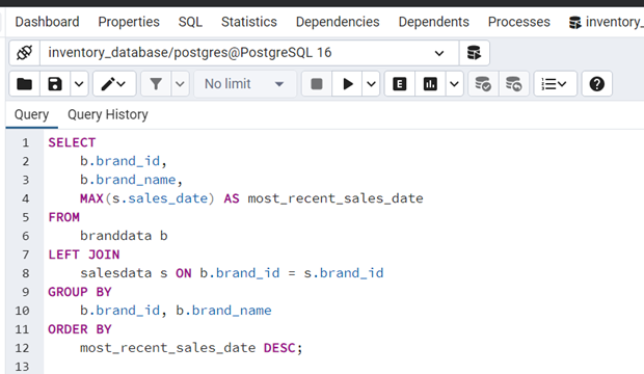 Dashboard Properties SQL Statistics Dependencies Dependents Processes inventory_
inventory_database/postgres@PostgreSQL 16
No limit E
Query Query History
1 SELECT
2 b.brand_id,
3 b.brand_name,
4 MAX(s.sales_date) AS most_recent_sales_date
5 FROM
6 branddata b
7 LEFT JOIN
8 salesdata s ON b.brand_id = s.brand_id
9 GROUP BY
10 b.brand_id, b.brand_name
11 ORDER BY
12 most_recent_sales_date DESC;
13